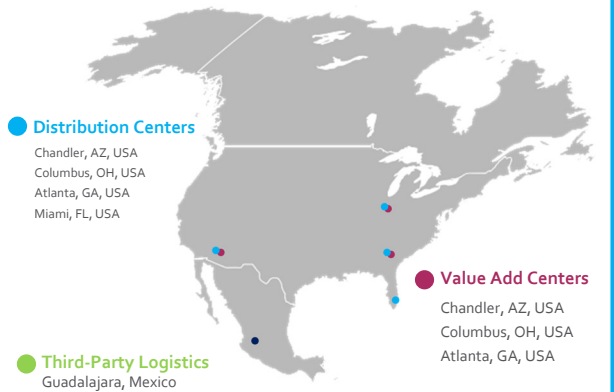 Distribution Centers
Chandler, AZ, USA
Columbus, OH, USA
Atlanta, GA, USA
Miami, FL, USA
Value Add Centers
Chandler, AZ, USA
Columbus, OH, USA
Atlanta, GA, USA
Third-Party Logistics
Guadalajara, Mexico